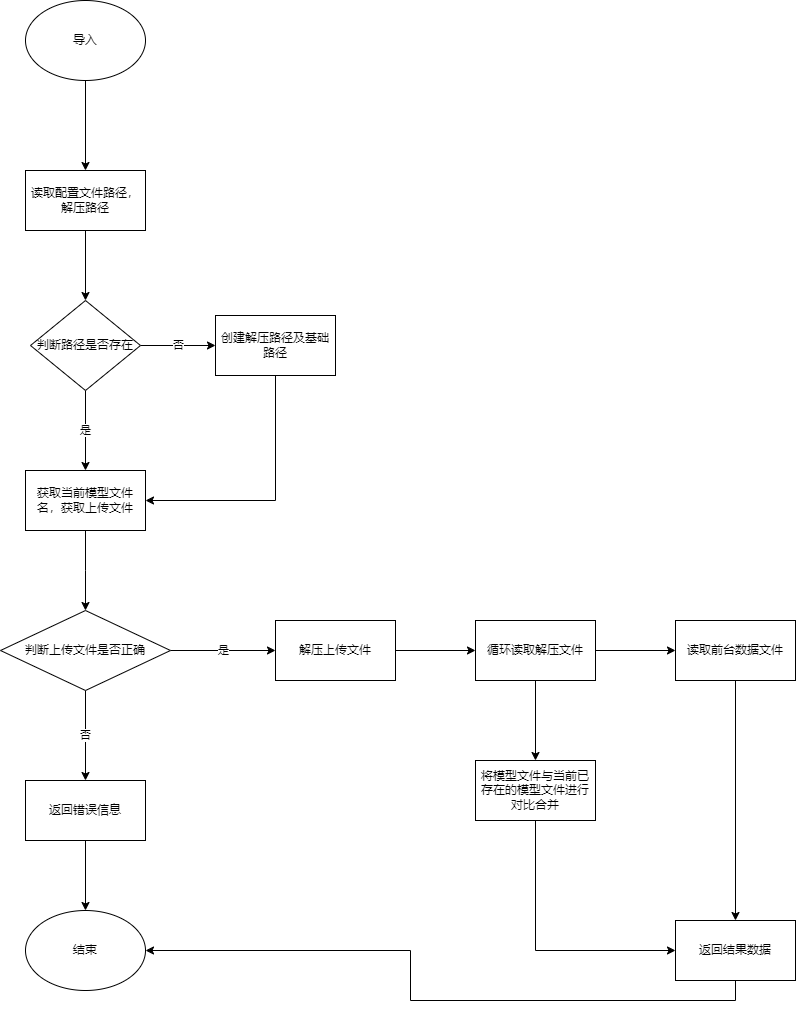 导入
读取配置文件路径，
解压路径
判断路径是否存在
否
创建解压路径及基础
路径
是
获取当前模型文件
名，获取上传文件
判断上传文件是否正确
是
解压上传文件
循环读取解压文件
读取前台数据文件
否
将模型文件与当前已
存在的模型文件进行
对比合并
返回错误信息
结束
返回结果数据